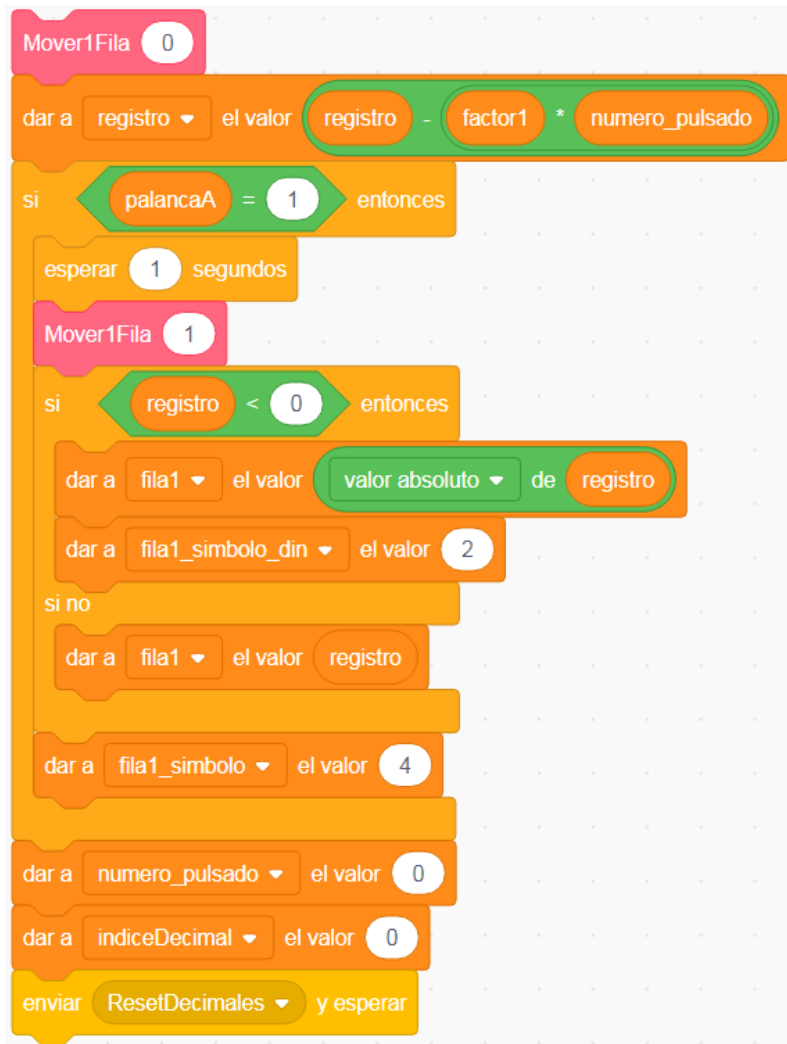 Mover1Fila 0
dar a registro el valor registro - factor1 * numero_pulsado
si palancaA = 1 entonces
esperar 1 segundos
Mover1Fila 1
si registro < 0 entonces
dar a fila1 el valor valor absoluto de registro
dar a fila1_simbolo_din el valor 2
si no
dar a fila1 el valor registro
dar a fila1_simbolo el valor 4
dar a numero_pulsado el valor 0
dar a indiceDecimal el valor 0
enviar ResetDecimales y esperar